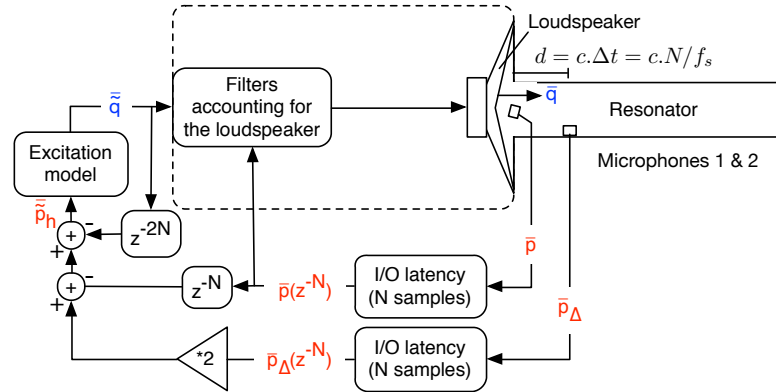 Loudspeaker
d = c.Δt = c.N/f_s
Filters
accounting for
the loudspeaker
q̃̄
q̄
Resonator
Excitation
model
Microphones 1 & 2
p̃̄_h
-
z^{-2N}
+
+
p̄
-
+
+
z^{-N}
p̄(z^{-N})
I/O latency
(N samples)
p̄_Δ
*2
p̄_Δ(z^{-N})
I/O latency
(N samples)